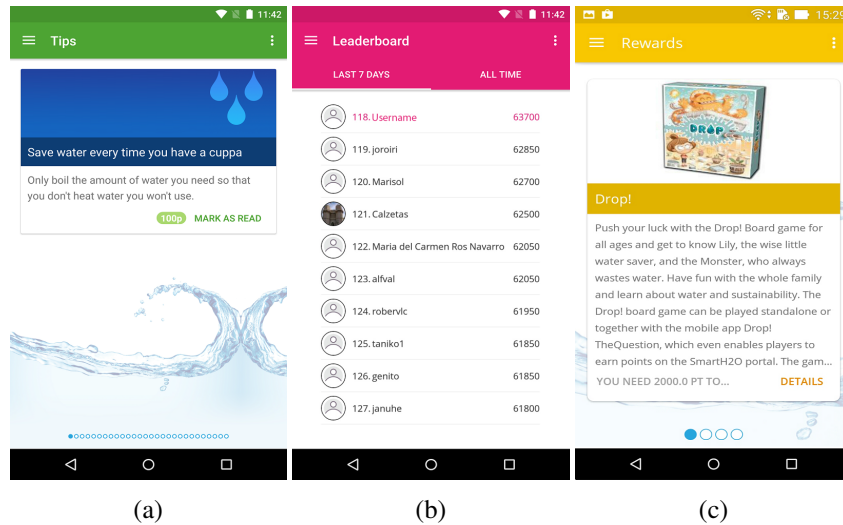 11:42
Tips
Save water every time you have a cuppa
Only boil the amount of water you need so that
you don't heat water you won't use.
100p MARK AS READ
(a)
11:42
Leaderboard
LAST 7 DAYS ALL TIME
118. Username 63700
119. joroiri 62850
120. Marisol 62700
121. Calzetas 62500
122. Maria del Carmen Ros Navarro 62050
123. alfval 62050
124. robervlc 61950
125. taniko1 61850
126. genito 61850
127. januhe 61800
(b)
15:29
Rewards
DROP
Drop!
Push your luck with the Drop! Board game for
all ages and get to know Lily, the wise little
water saver, and the Monster, who always
wastes water. Have fun with the whole family
and learn about water and sustainability. The
Drop! board game can be played standalone or
together with the mobile app Drop!
TheQuestion, which even enables players to
earn points on the SmartH2O portal. The gam...
YOU NEED 2000.0 PT TO... DETAILS
(c)